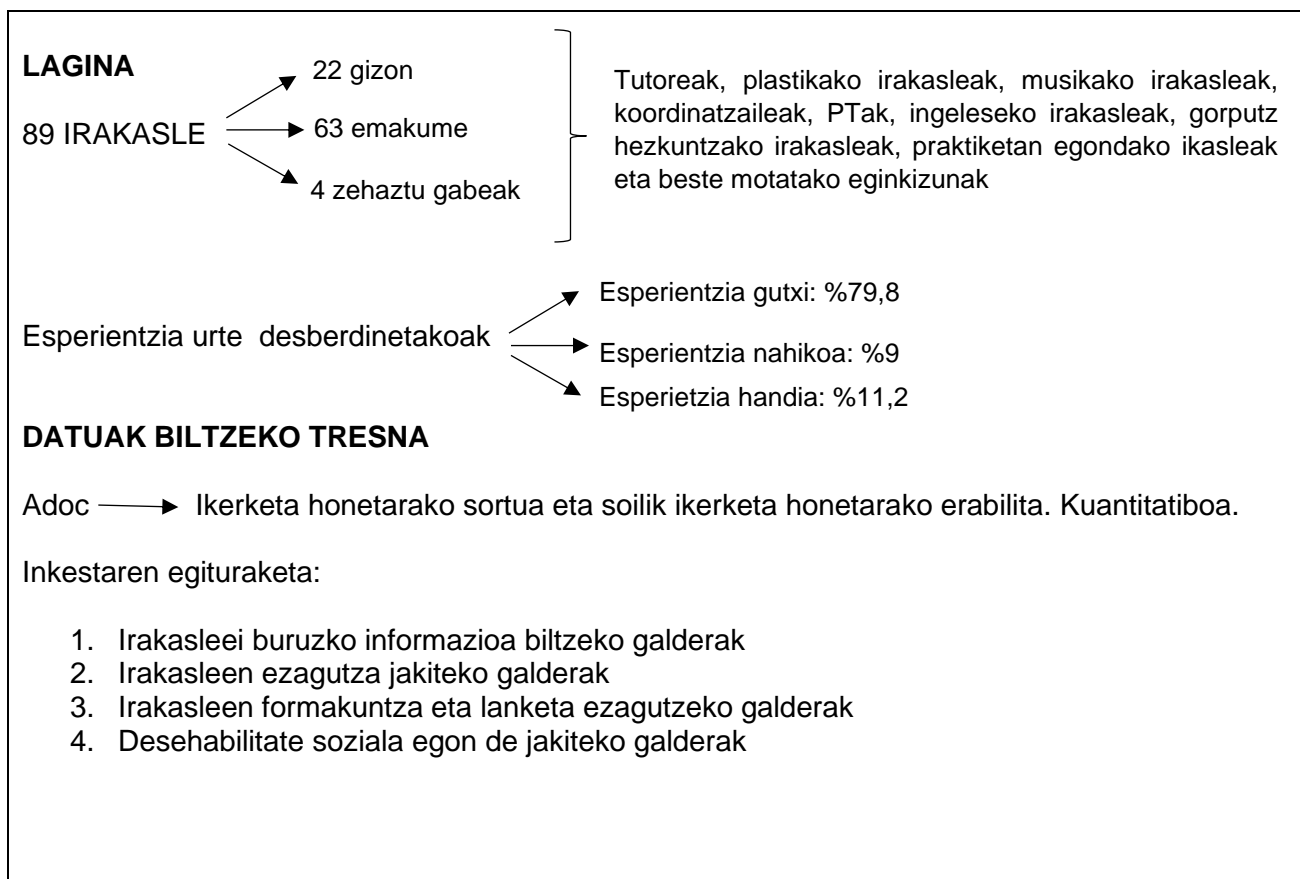 LAGINA
89 IRAKASLE
22 gizon
63 emakume
4 zehaztu gabeak
Tutoreak, plastikako irakasleak, musikako irakasleak,
koordinatzaileak, PTak, ingeleseko irakasleak, gorputz
hezkuntzako irakasleak, praktiketan egondako ikasleak
eta beste motatako eginkizunak
Esperientzia urte desberdinetakoak
Esperientzia gutxi: %79,8
Esperientzia nahikoa: %9
Esperietzia handia: %11,2
DATUAK BILTZEKO TRESNA
Adoc Ikerketa honetarako sortua eta soilik ikerketa honetarako erabilita. Kuantitatiboa.
Inkestaren egituraketa:
1. Irakasleei buruzko informazioa biltzeko galderak
2. Irakasleen ezagutza jakiteko galderak
3. Irakasleen formakuntza eta lanketa ezagutzeko galderak
4. Desehabilitate soziala egon de jakiteko galderak